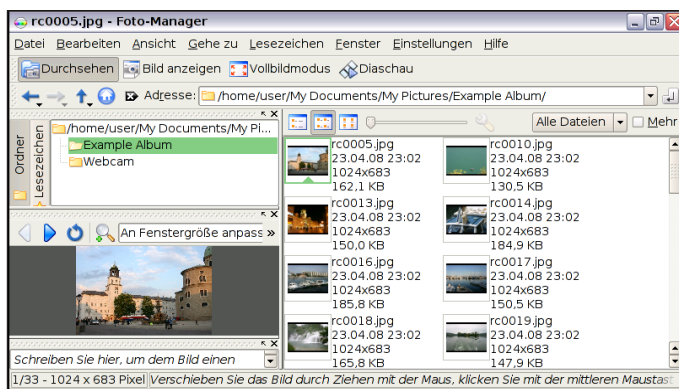 rc0005.jpg - Foto-Manager
Datei Bearbeiten Ansicht Gehe zu Lesezeichen Fenster Einstellungen Hilfe
Durchsehen Bild anzeigen Vollbildmodus Diaschau
Adresse: /home/user/My Documents/My Pictures/Example Album/
Ordner
Lesezeichen
/home/user/My Documents/My Pi...
Example Album
Webcam
An Fenstergröße anpass »
Schreiben Sie hier, um dem Bild einen
Alle Dateien Mehr
rc0005.jpg
23.04.08 23:02
1024x683
162,1 KB
rc0010.jpg
23.04.08 23:02
1024x683
130,5 KB
rc0013.jpg
23.04.08 23:02
1024x683
150,0 KB
rc0014.jpg
23.04.08 23:02
1024x683
184,9 KB
rc0016.jpg
23.04.08 23:02
1024x683
185,8 KB
rc0017.jpg
23.04.08 23:02
1024x683
150,5 KB
rc0018.jpg
23.04.08 23:02
1024x683
165,8 KB
rc0019.jpg
23.04.08 23:02
1024x683
147,9 KB
1/33 - 1024 x 683 Pixel Verschieben Sie das Bild durch Ziehen mit der Maus, klicken Sie mit der mittleren Maustast